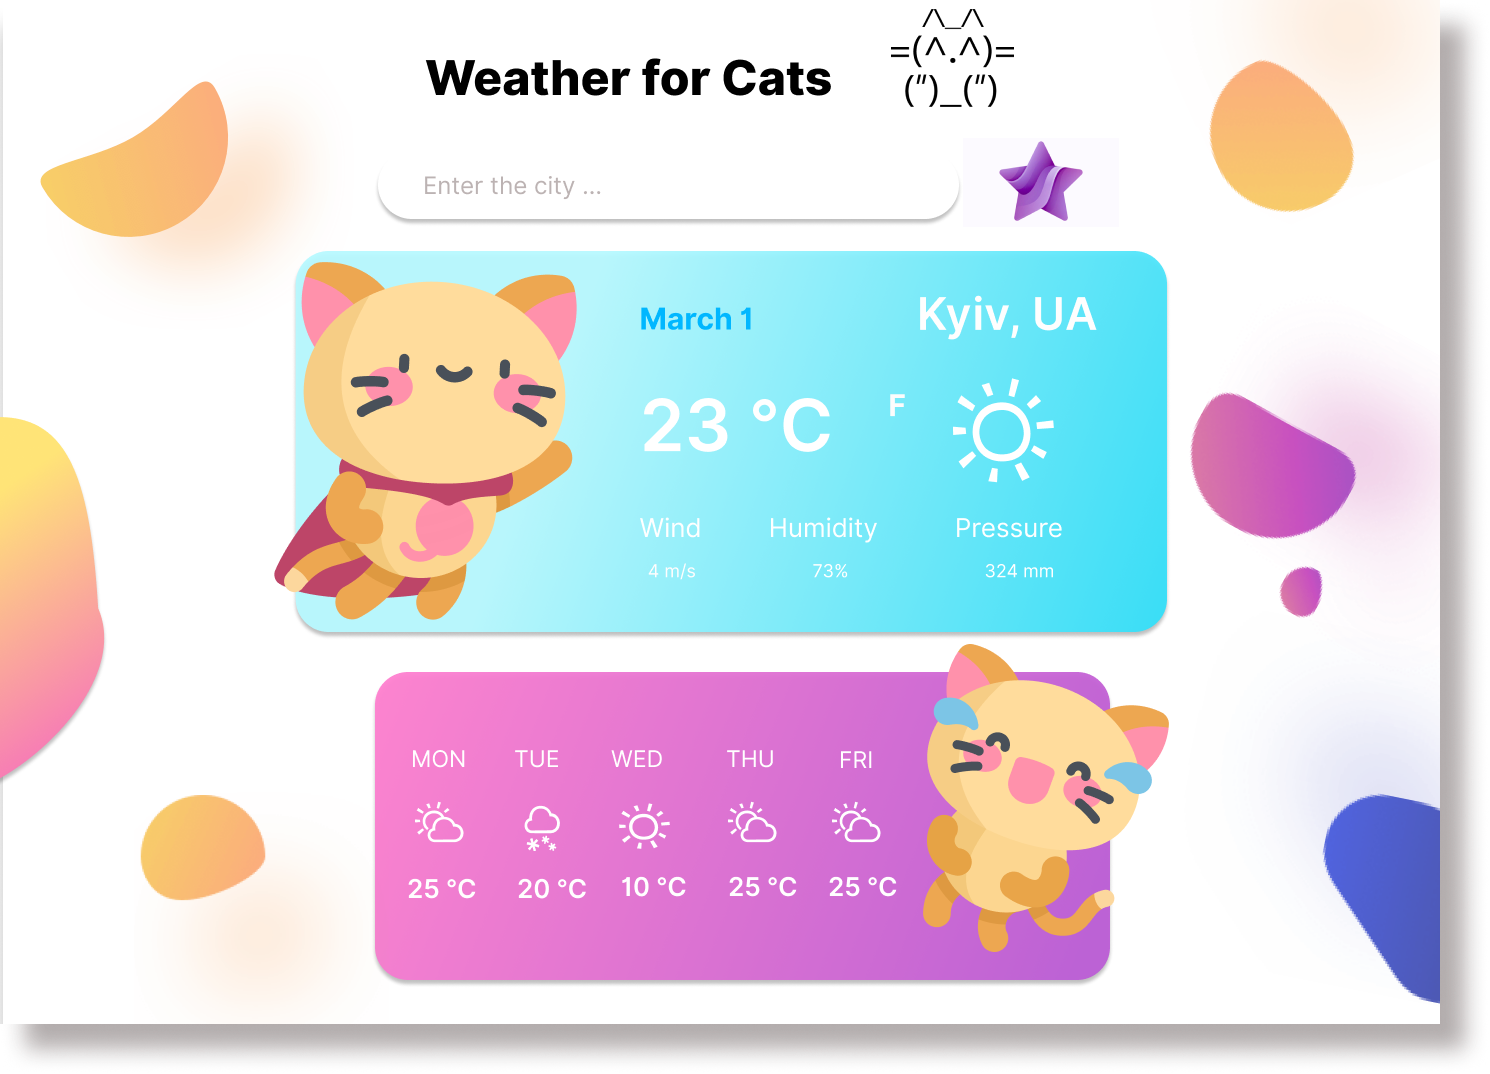 /\_/\
=(^.^)=
(")_(")
Weather for Cats
Enter the city ...
March 1
Kyiv, UA
23 °C
F
Wind Humidity Pressure
4 m/s 73% 324 mm
MON TUE WED THU FRI
25 °C 20 °C 10 °C 25 °C 25 °C